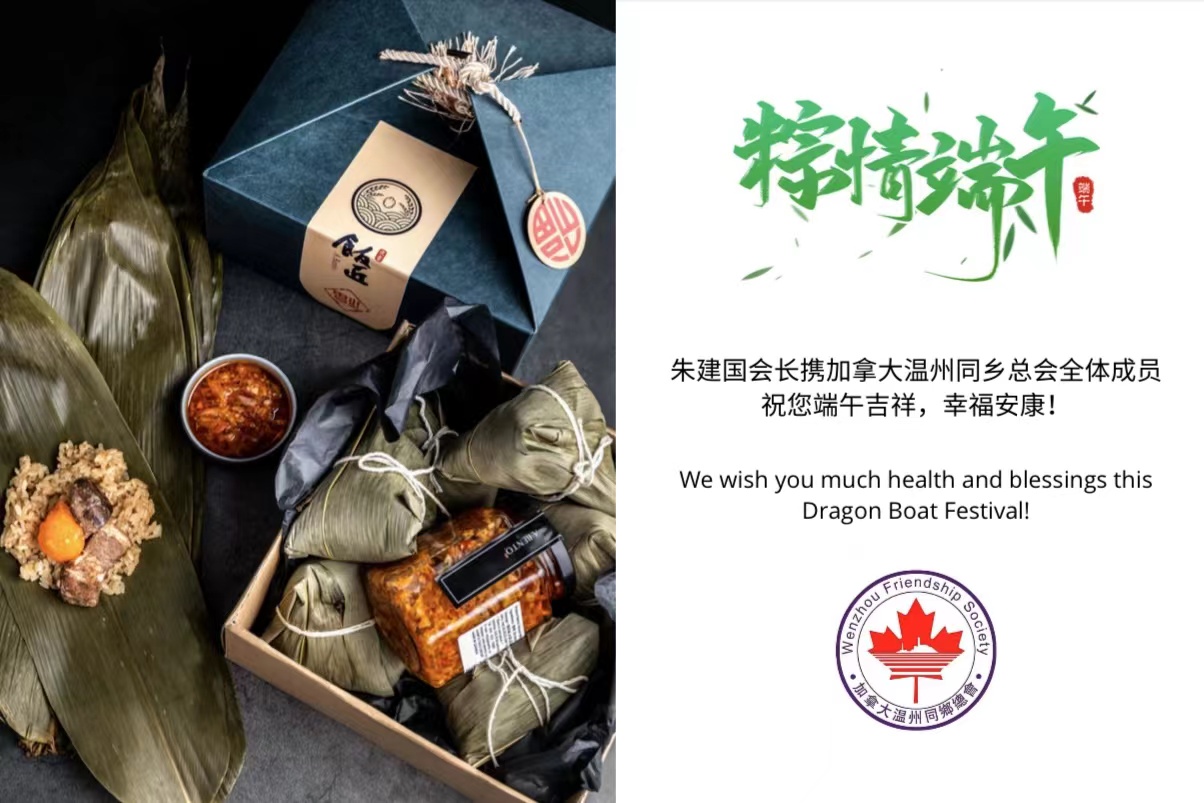 飯匠
ABENTO
粽情端午
端午
朱建国会长携加拿大温州同乡总会全体成员
祝您端午吉祥，幸福安康！
We wish you much health and blessings this
Dragon Boat Festival!
Wenzhou Friendship Society
加拿大温州同鄉總會